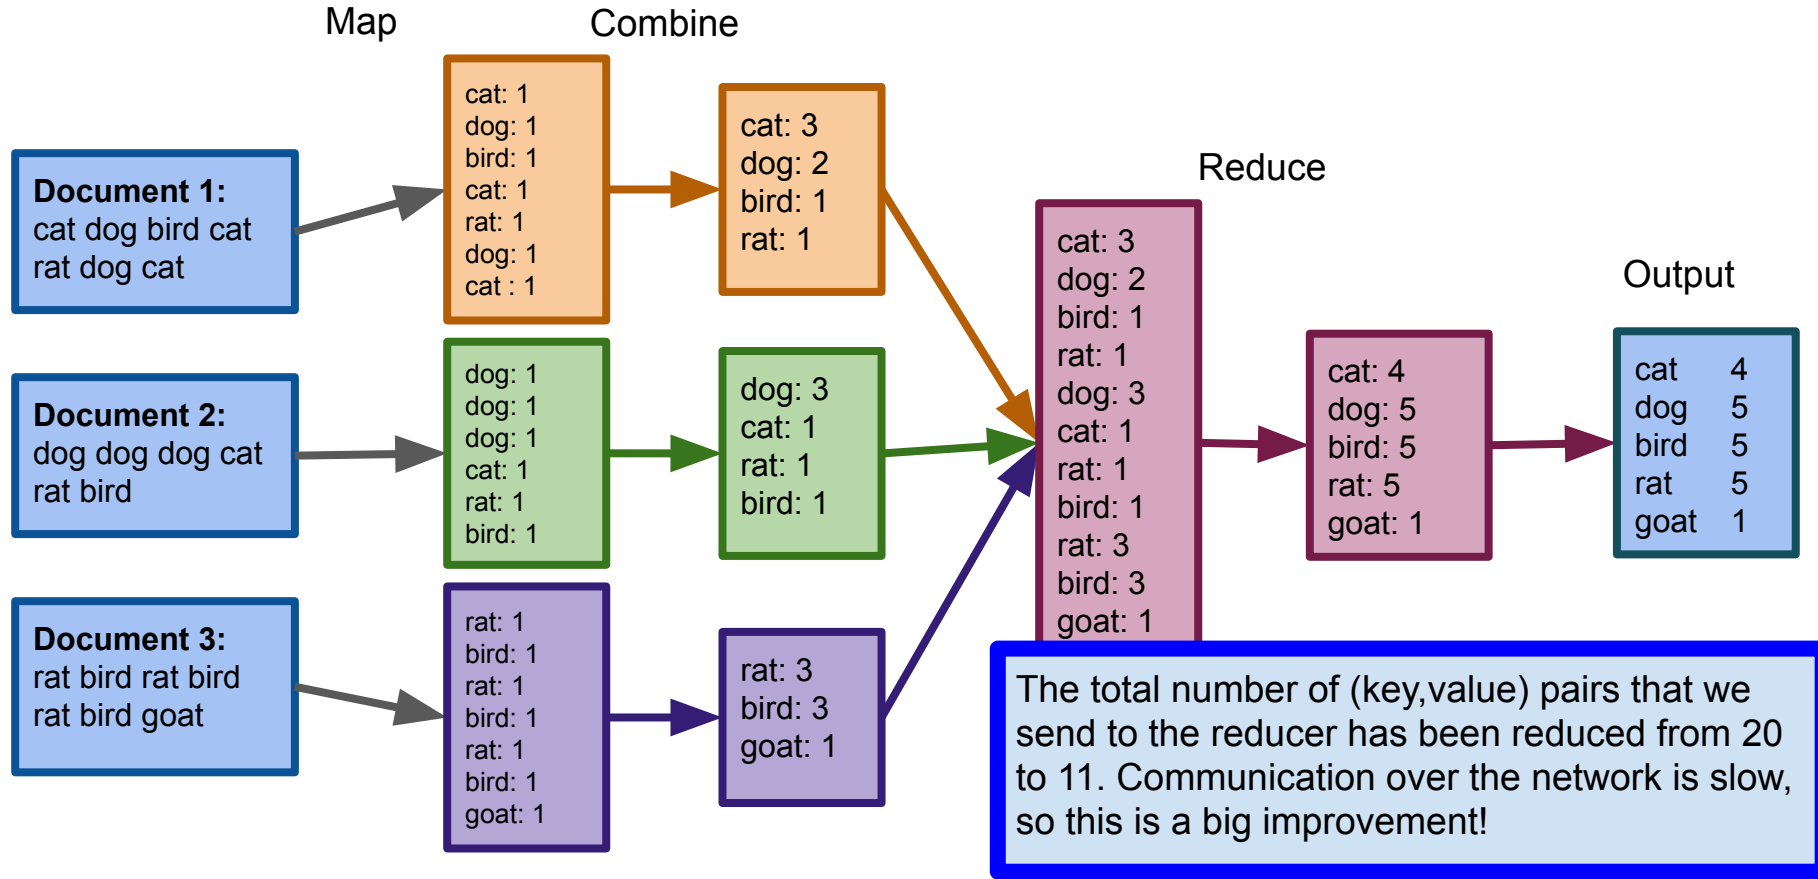 Map
Combine
Document 1:
cat dog bird cat
rat dog cat
cat: 1
dog: 1
bird: 1
cat: 1
rat: 1
dog: 1
cat : 1
cat: 3
dog: 2
bird: 1
rat: 1
Document 2:
dog dog dog cat
rat bird
dog: 1
dog: 1
dog: 1
cat: 1
rat: 1
bird: 1
dog: 3
cat: 1
rat: 1
bird: 1
Document 3:
rat bird rat bird
rat bird goat
rat: 1
bird: 1
rat: 1
bird: 1
rat: 1
bird: 1
goat: 1
rat: 3
bird: 3
goat: 1
Reduce
cat: 3
dog: 2
bird: 1
rat: 1
dog: 3
cat: 1
rat: 1
bird: 1
rat: 3
bird: 3
goat: 1
cat: 4
dog: 5
bird: 5
rat: 5
goat: 1
Output
cat 4
dog 5
bird 5
rat 5
goat 1
The total number of (key,value) pairs that we
send to the reducer has been reduced from 20
to 11. Communication over the network is slow,
so this is a big improvement!